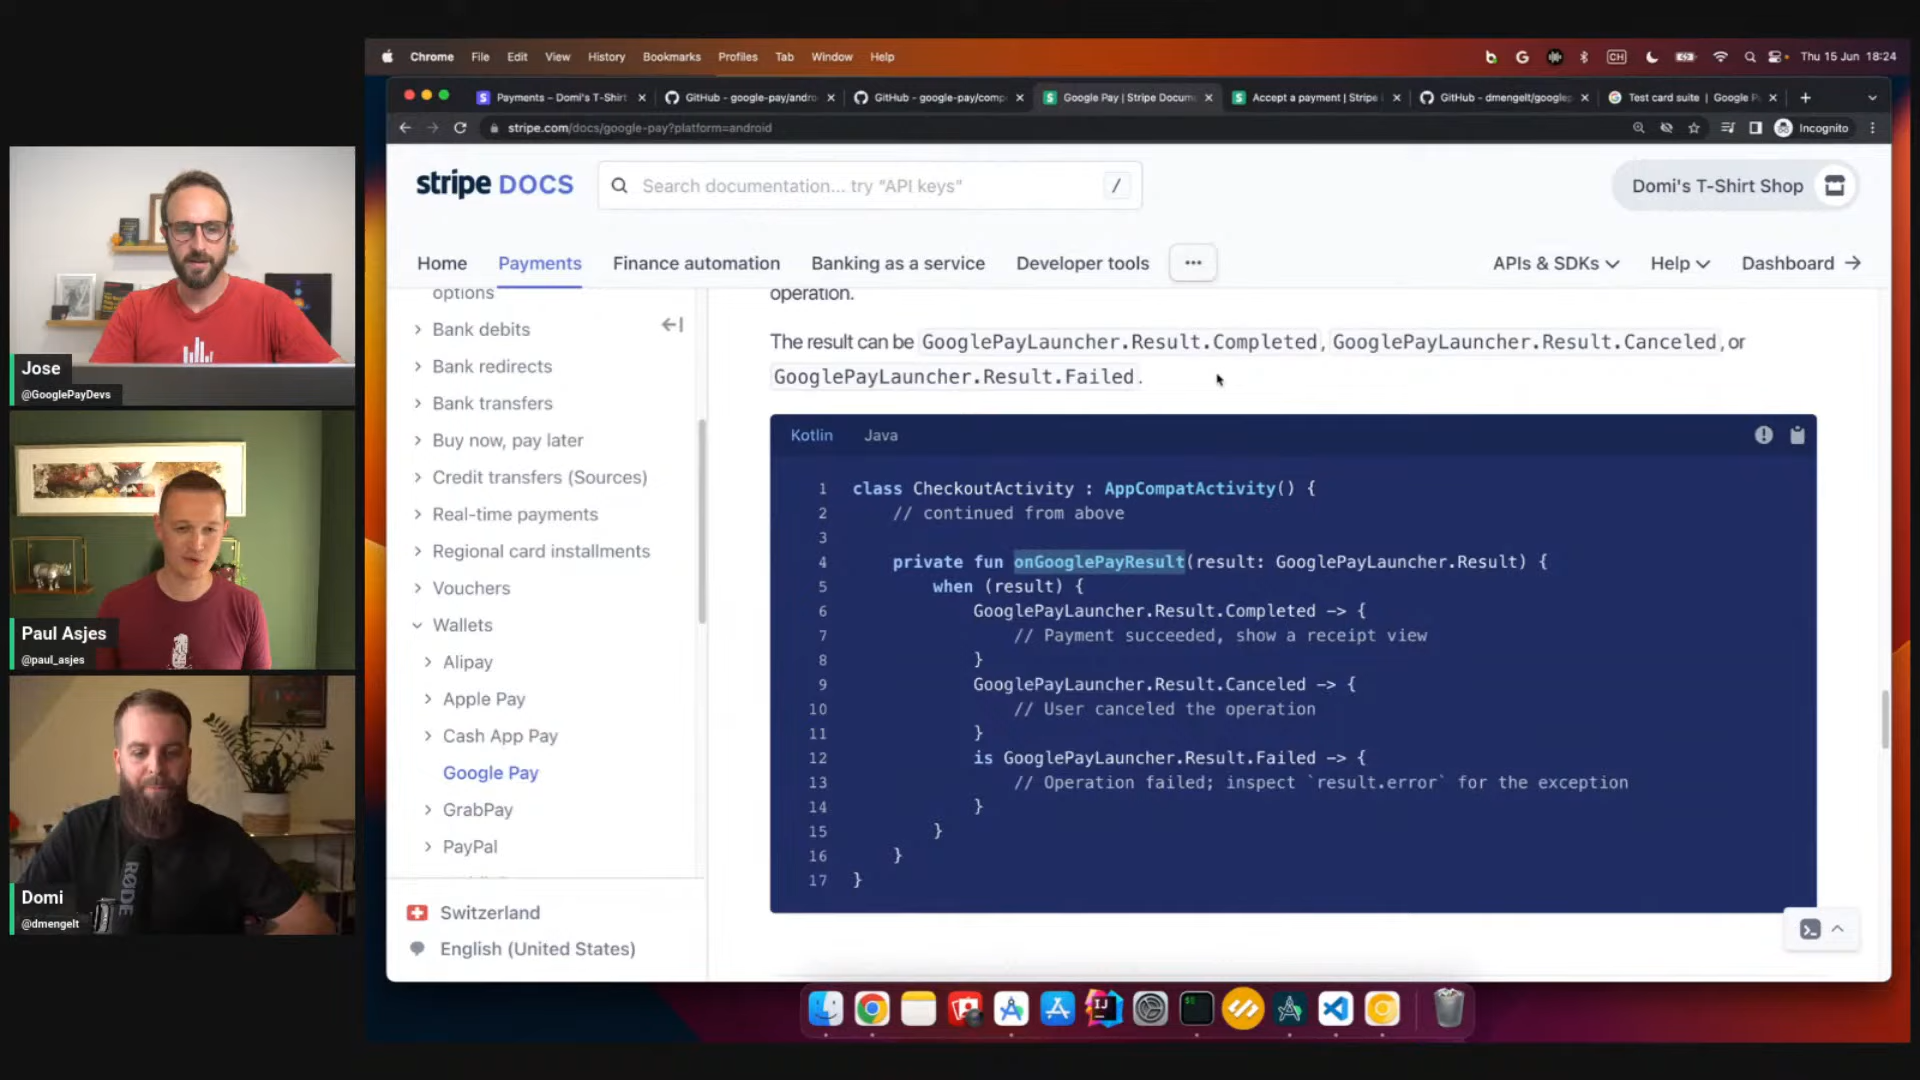 Chrome File Edit View History Bookmarks Profiles Tab Window Help
CH
Thu 15 Jun 18:24
Payments – Domi's T-Shirt
GitHub - google-pay/andro
GitHub - google-pay/comp
Google Pay | Stripe Docum
Accept a payment | Stripe
GitHub - dmengelt/google
Test card suite | Google P
stripe.com/docs/google-pay?platform=android
Incognito
stripe DOCS
Search documentation... try "API keys"
/
Domi's T-Shirt Shop
Home
Payments
Finance automation
Banking as a service
Developer tools
APIs & SDKs
Help
Dashboard
options
Bank debits
Bank redirects
Bank transfers
Buy now, pay later
Credit transfers (Sources)
Real-time payments
Regional card installments
Vouchers
Wallets
Alipay
Apple Pay
Cash App Pay
Google Pay
GrabPay
PayPal
Switzerland
English (United States)
operation.
The result can be GooglePayLauncher.Result.Completed, GooglePayLauncher.Result.Canceled, or
GooglePayLauncher.Result.Failed.
Kotlin Java
1 class CheckoutActivity : AppCompatActivity() {
2 // continued from above
3
4 private fun onGooglePayResult(result: GooglePayLauncher.Result) {
5 when (result) {
6 GooglePayLauncher.Result.Completed -> {
7 // Payment succeeded, show a receipt view
8 }
9 GooglePayLauncher.Result.Canceled -> {
10 // User canceled the operation
11 }
12 is GooglePayLauncher.Result.Failed -> {
13 // Operation failed; inspect `result.error` for the exception
14 }
15 }
16 }
17 }
Jose
@GooglePayDevs
Paul Asjes
@paul_asjes
Domi
@dmengelt
RØDE
IJ